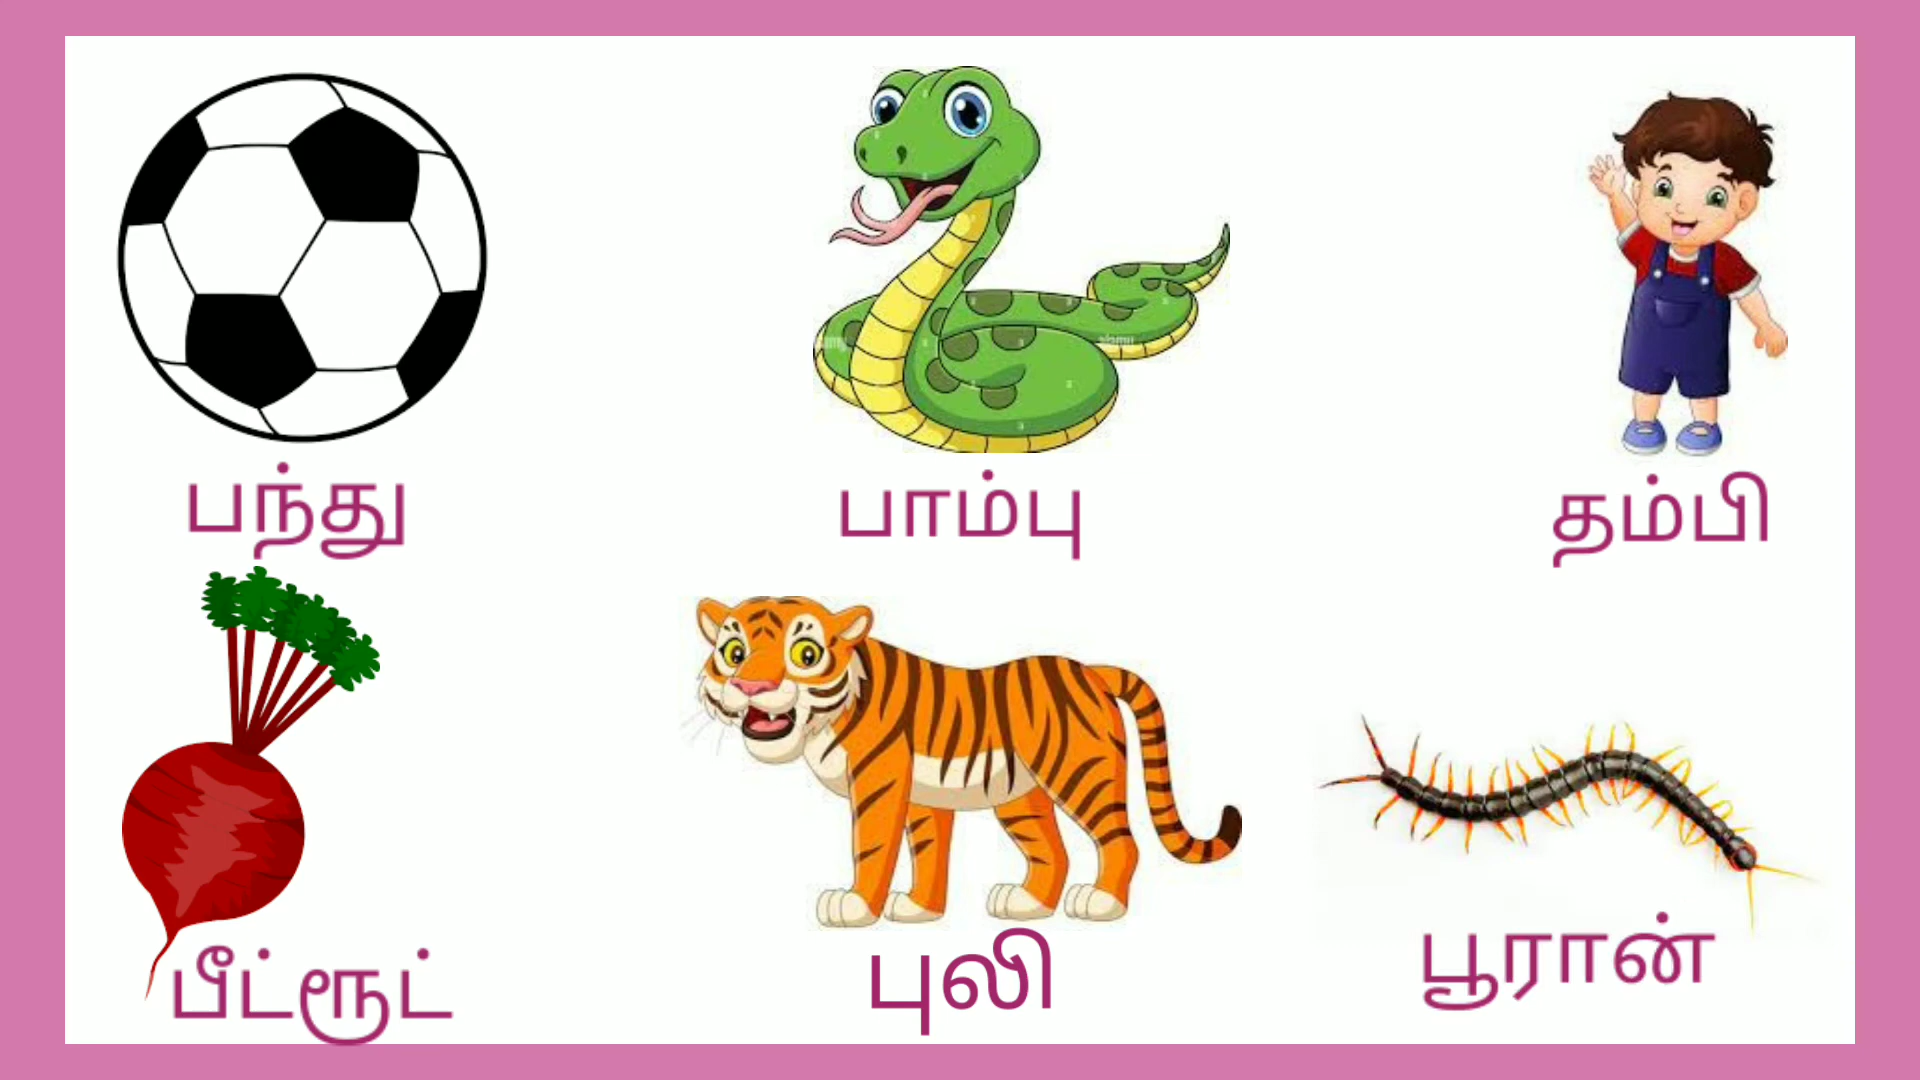 பந்து
பாம்பு
தம்பி
பீட்ரூட்
புலி
பூரான்